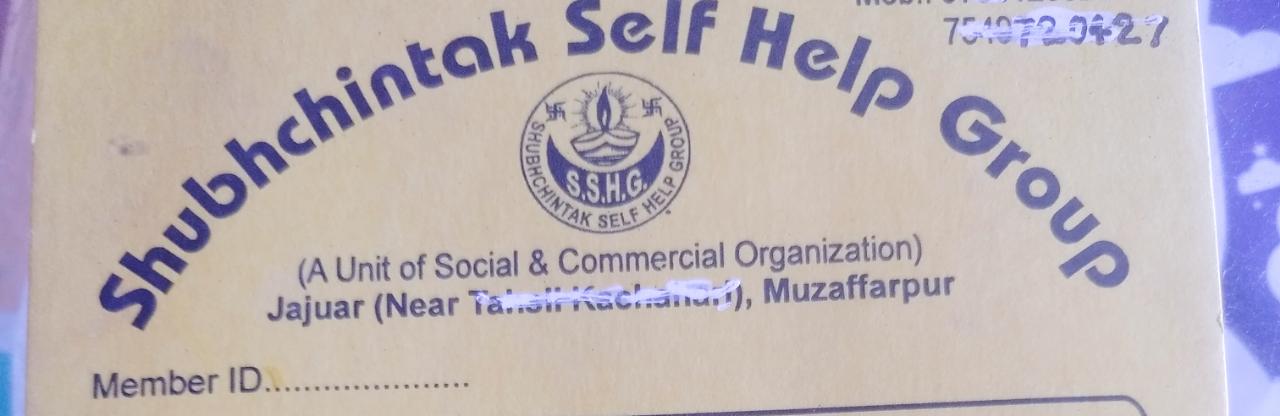 Shubhchintak Self Help Group
SHUBHCHINTAK SELF HELP GROUP
S.S.H.G.
(A Unit of Social & Commercial Organization)
Jajuar (Near), Muzaffarpur
Member ID.....................